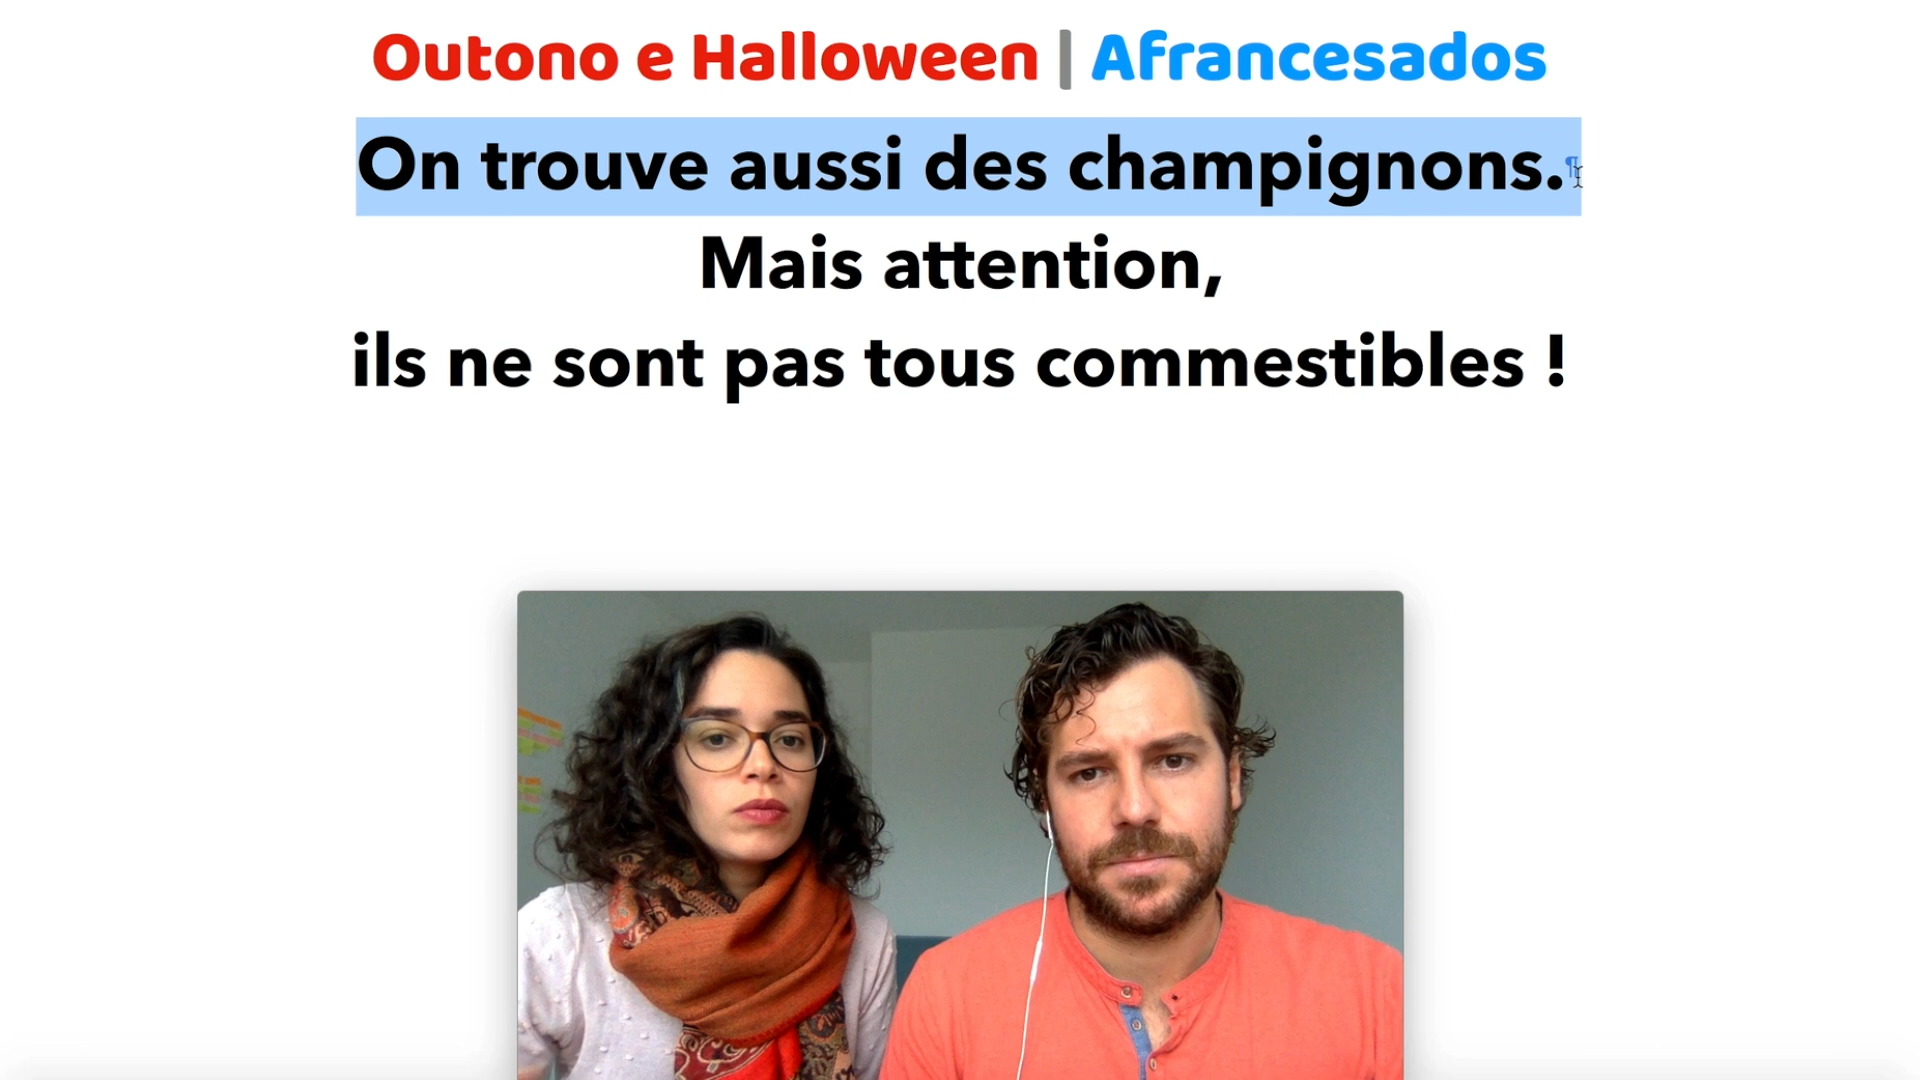 Outono e Halloween | Afrancesados
On trouve aussi des champignons.
Mais attention,
ils ne sont pas tous commestibles !